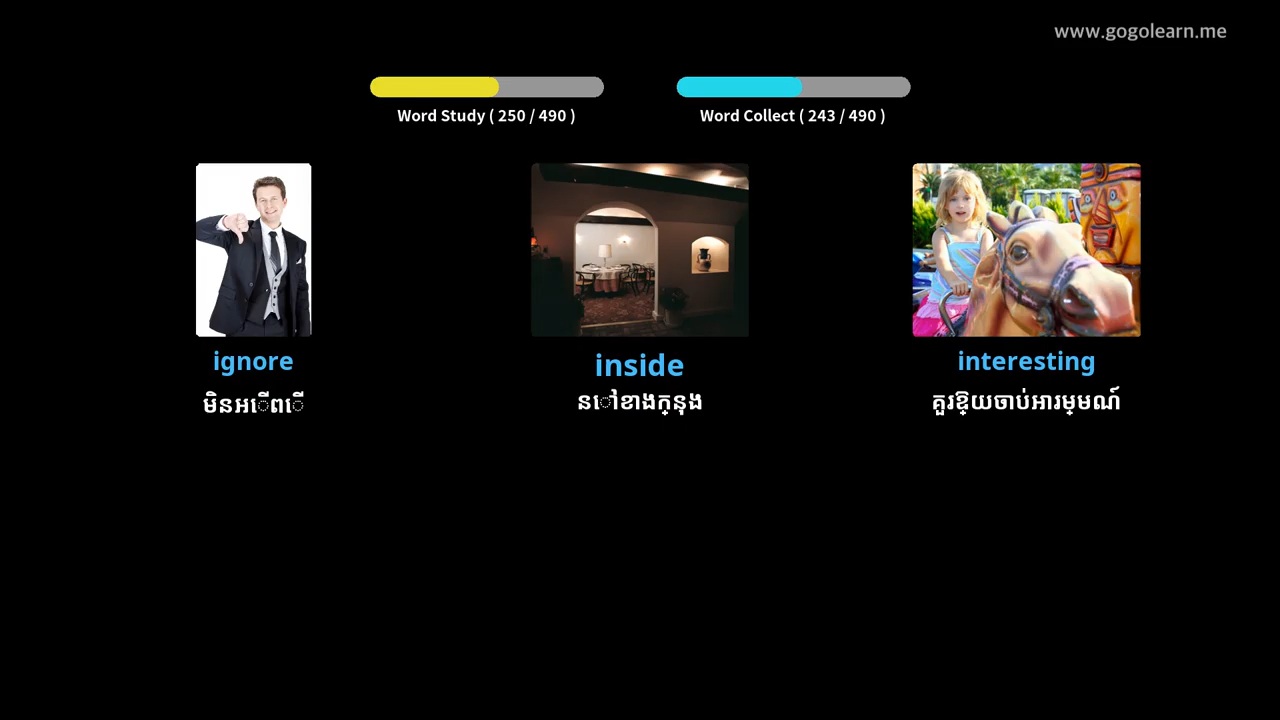 www.gogolearn.me
Word Study ( 250 / 490 )
Word Collect ( 243 / 490 )
ignore
inside
interesting
មិនអើពើ
នៅខាងក្នុង
គួរឱ្យចាប់អារម្មណ៍